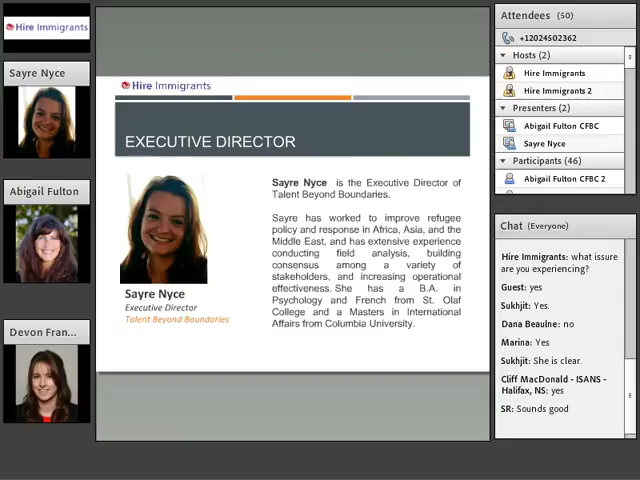 Hire Immigrants
Sayre Nyce
Abigail Fulton
Devon Fran...
Hire Immigrants
EXECUTIVE DIRECTOR
Sayre Nyce
Executive Director
Talent Beyond Boundaries
Sayre Nyce is the Executive Director of
Talent Beyond Boundaries.
Sayre has worked to improve refugee
policy and response in Africa, Asia, and the
Middle East, and has extensive experience
conducting field analysis, building
consensus among a variety of
stakeholders, and increasing operational
effectiveness. She has a B.A. in
Psychology and French from St. Olaf
College and a Masters in International
Affairs from Columbia University.
Attendees (50)
+12024502362
Hosts (2)
Hire Immigrants
Hire Immigrants 2
Presenters (2)
Abigail Fulton CFBC
Sayre Nyce
Participants (46)
Abigail Fulton CFBC 2
Chat (Everyone)
Hire Immigrants: what issure
are you experiencing?
Guest: yes
Sukhjit: Yes.
Dana Beaulne: no
Marina: Yes
Sukhjit: She is clear.
Cliff MacDonald - ISANS -
Halifax, NS: yes
SR: Sounds good